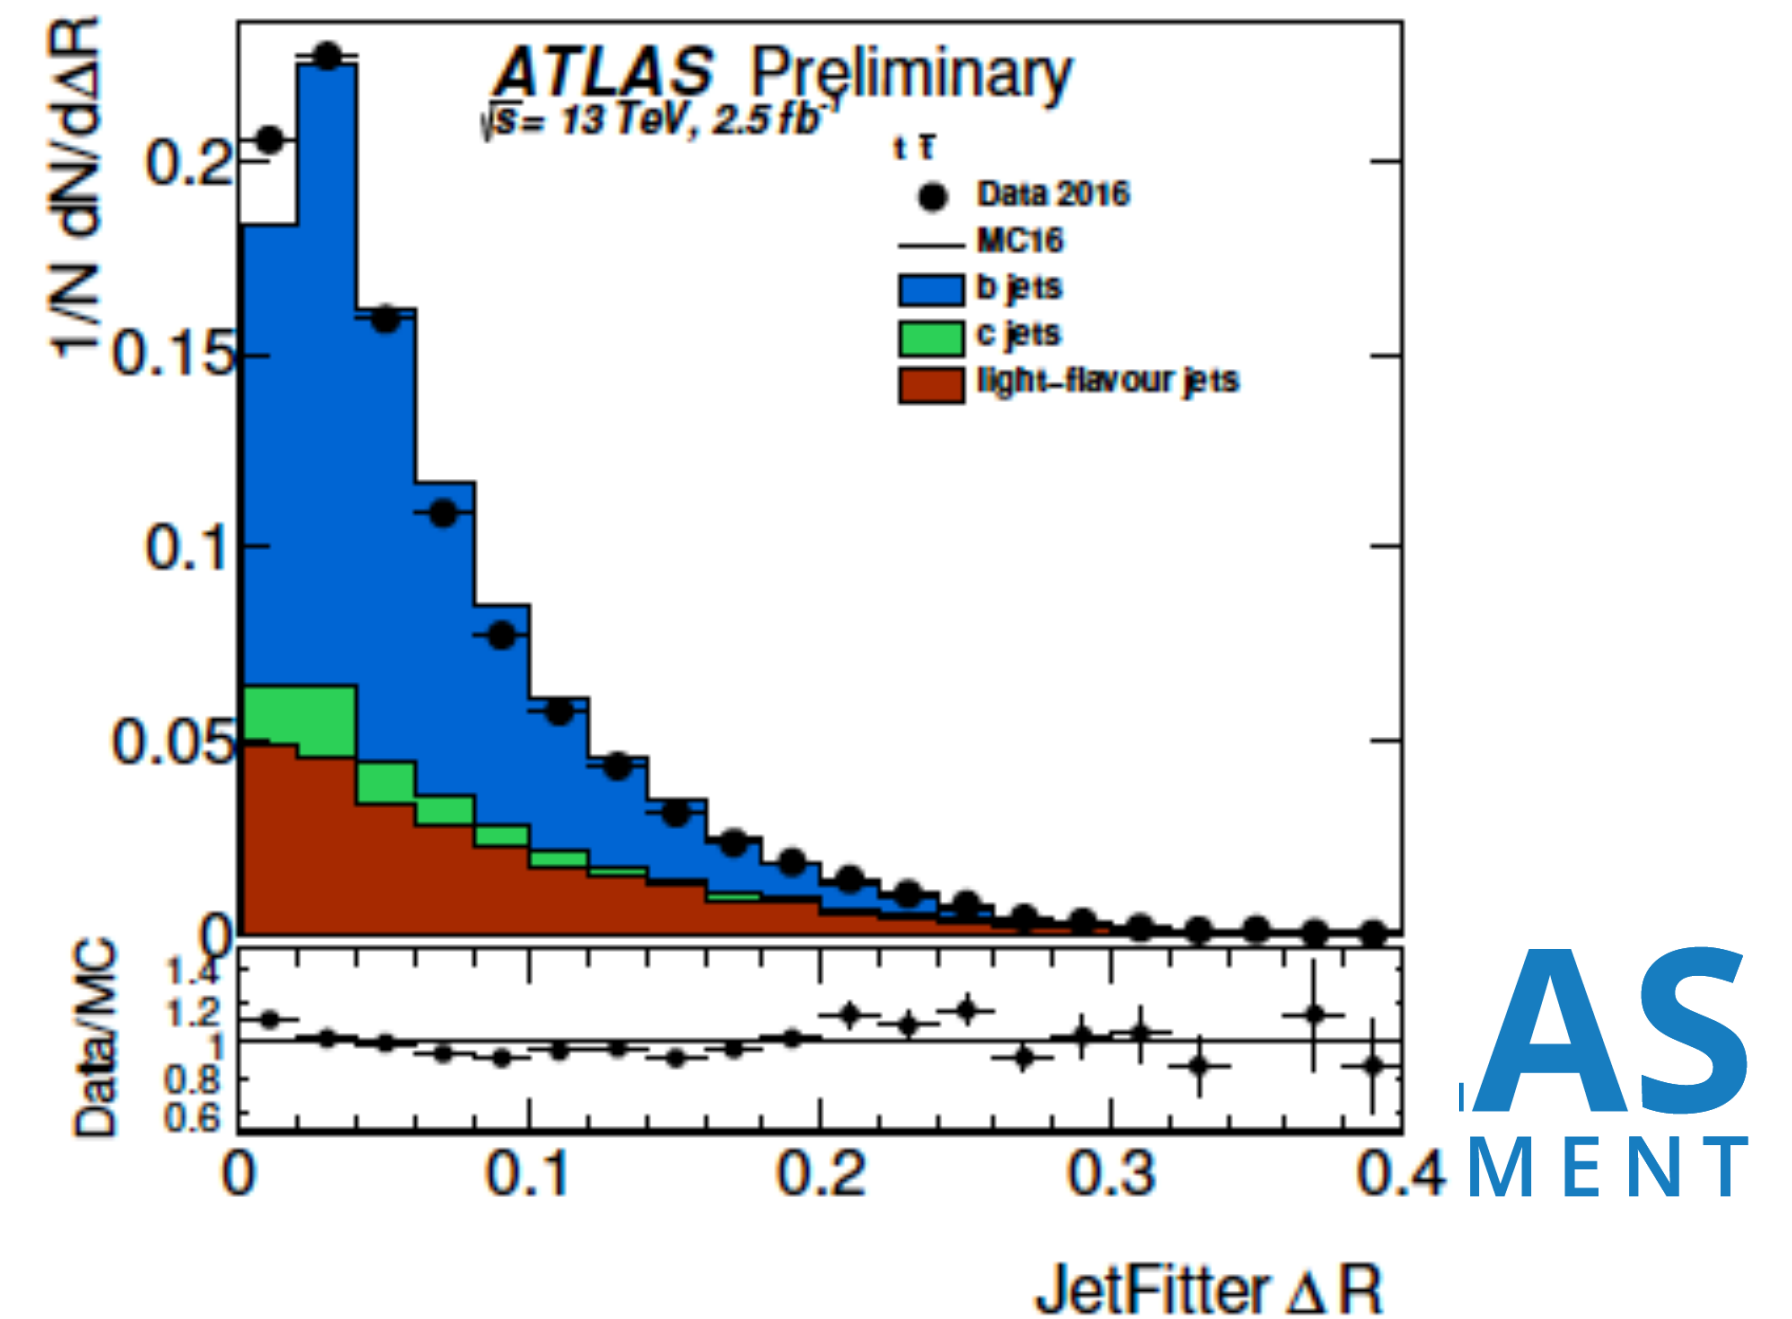 1/N dN/dΔR
ATLAS Preliminary
√s = 13 TeV, 2.5 fb⁻¹
t t̄
Data 2016
MC16
b jets
c jets
light-flavour jets
0.2
0.15
0.1
0.05
0
Data/MC
1.4
1.2
1
0.8
0.6
0 0.1 0.2 0.3 0.4
JetFitter Δ R
AS
MENT